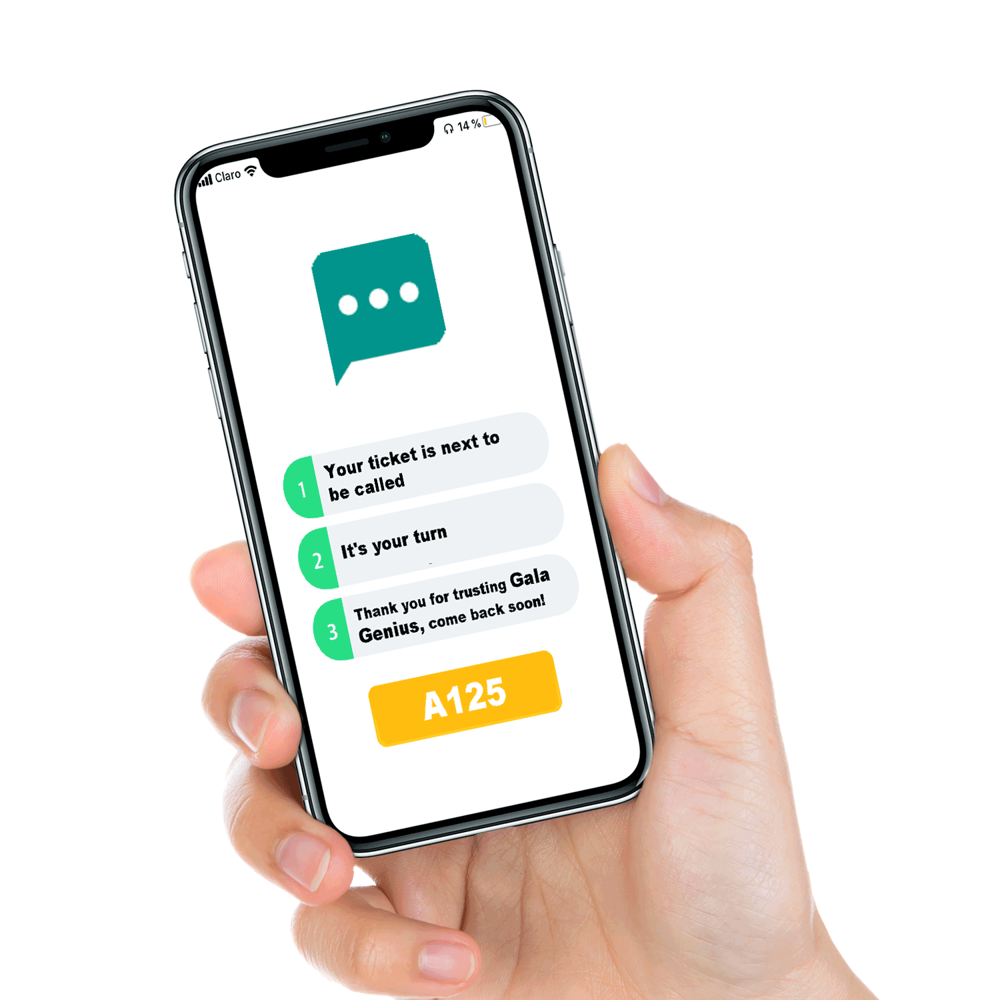 Claro
14 %
1
Your ticket is next to
be called
2
It's your turn
3
Thank you for trusting Gala
Genius, come back soon!
A125